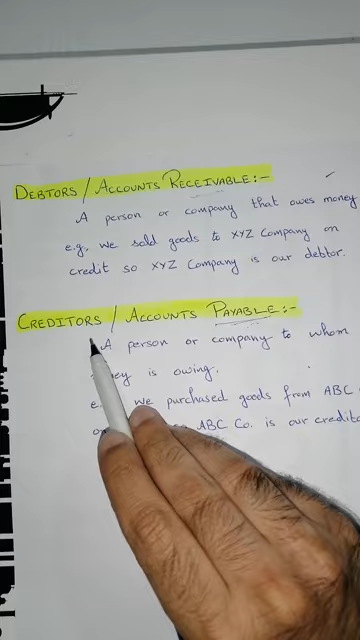 DEBTORS / ACCOUNTS RECEIVABLE:-
A person or company that owes money
e.g., we sold goods to XYZ Company on
credit so XYZ Company is our debtor.
CREDITORS / ACCOUNTS PAYABLE:-
A person or company to whom
is owing.
we purchased goods from ABC
ABC Co. is our